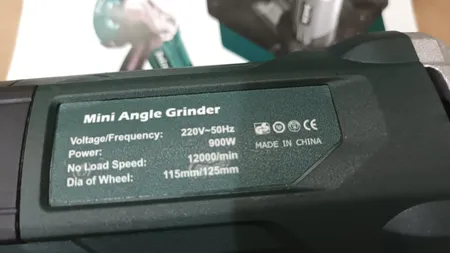 Mini Angle Grinder
Voltage/Frequency: 220V~50Hz
Power: 900W
No Load Speed: 12000/min
Dia of Wheel: 115mm/125mm
MADE IN CHINA